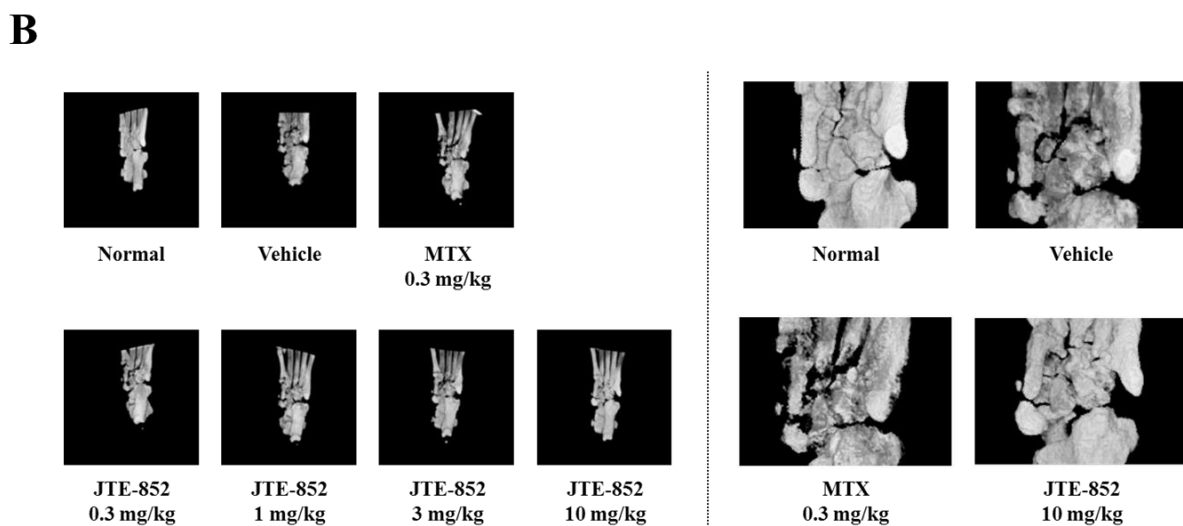 B
Normal
Vehicle
MTX
0.3 mg/kg
JTE-852
0.3 mg/kg
JTE-852
1 mg/kg
JTE-852
3 mg/kg
JTE-852
10 mg/kg
Normal
Vehicle
MTX
0.3 mg/kg
JTE-852
10 mg/kg